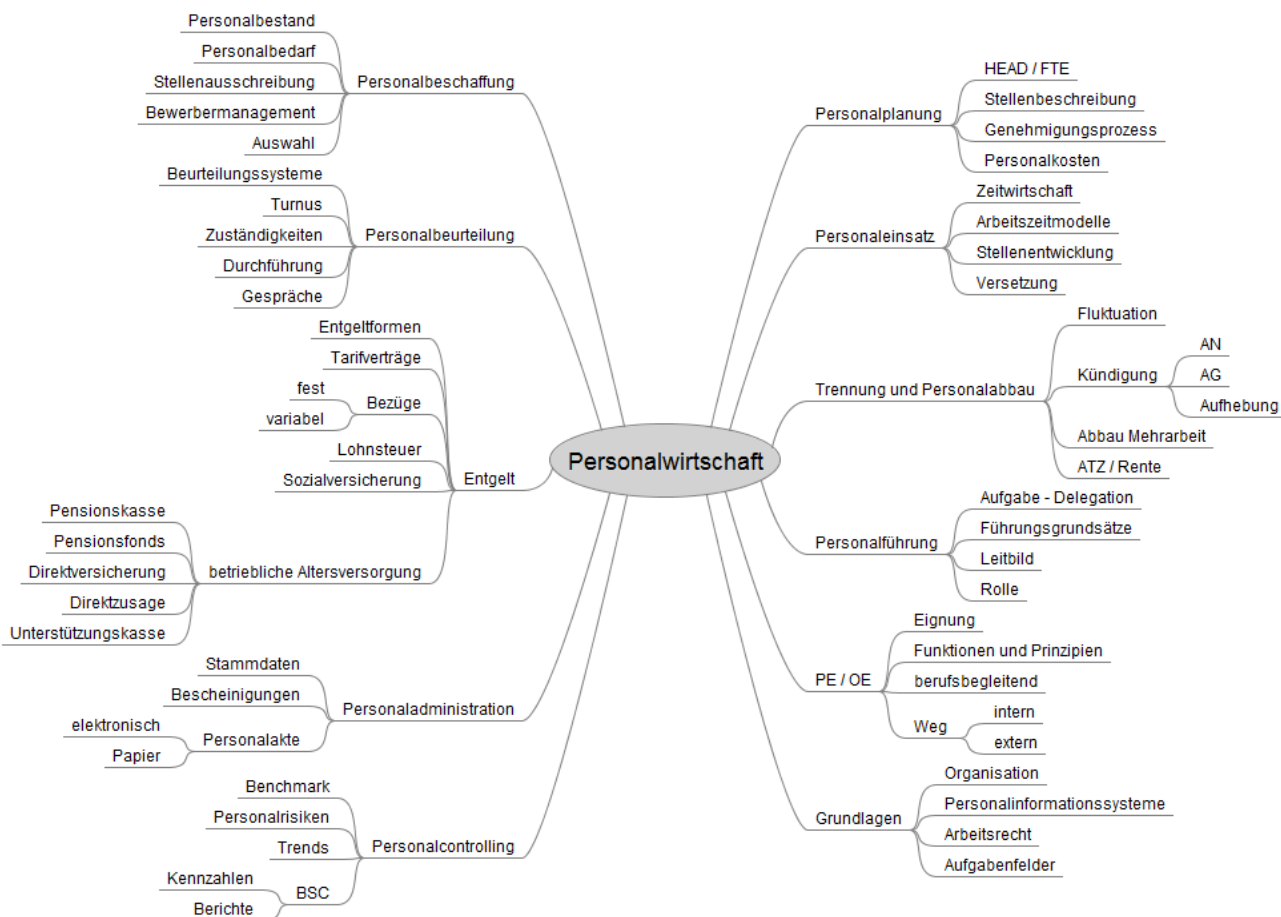 Personalwirtschaft
Personalbeschaffung
Personalbestand
Personalbedarf
Stellenausschreibung
Bewerbermanagement
Auswahl
Personalbeurteilung
Beurteilungssysteme
Turnus
Zuständigkeiten
Durchführung
Gespräche
Entgelt
Entgeltformen
Tarifverträge
Bezüge
fest
variabel
Lohnsteuer
Sozialversicherung
betriebliche Altersversorgung
Pensionskasse
Pensionsfonds
Direktversicherung
Direktzusage
Unterstützungskasse
Personaladministration
Stammdaten
Bescheinigungen
Personalakte
elektronisch
Papier
Personalcontrolling
Benchmark
Personalrisiken
Trends
BSC
Kennzahlen
Berichte
Personalplanung
HEAD / FTE
Stellenbeschreibung
Genehmigungsprozess
Personalkosten
Personaleinsatz
Zeitwirtschaft
Arbeitszeitmodelle
Stellenentwicklung
Versetzung
Trennung und Personalabbau
Fluktuation
Kündigung
AN
AG
Aufhebung
Abbau Mehrarbeit
ATZ / Rente
Personalführung
Aufgabe - Delegation
Führungsgrundsätze
Leitbild
Rolle
PE / OE
Eignung
Funktionen und Prinzipien
berufsbegleitend
Weg
intern
extern
Grundlagen
Organisation
Personalinformationssysteme
Arbeitsrecht
Aufgabenfelder